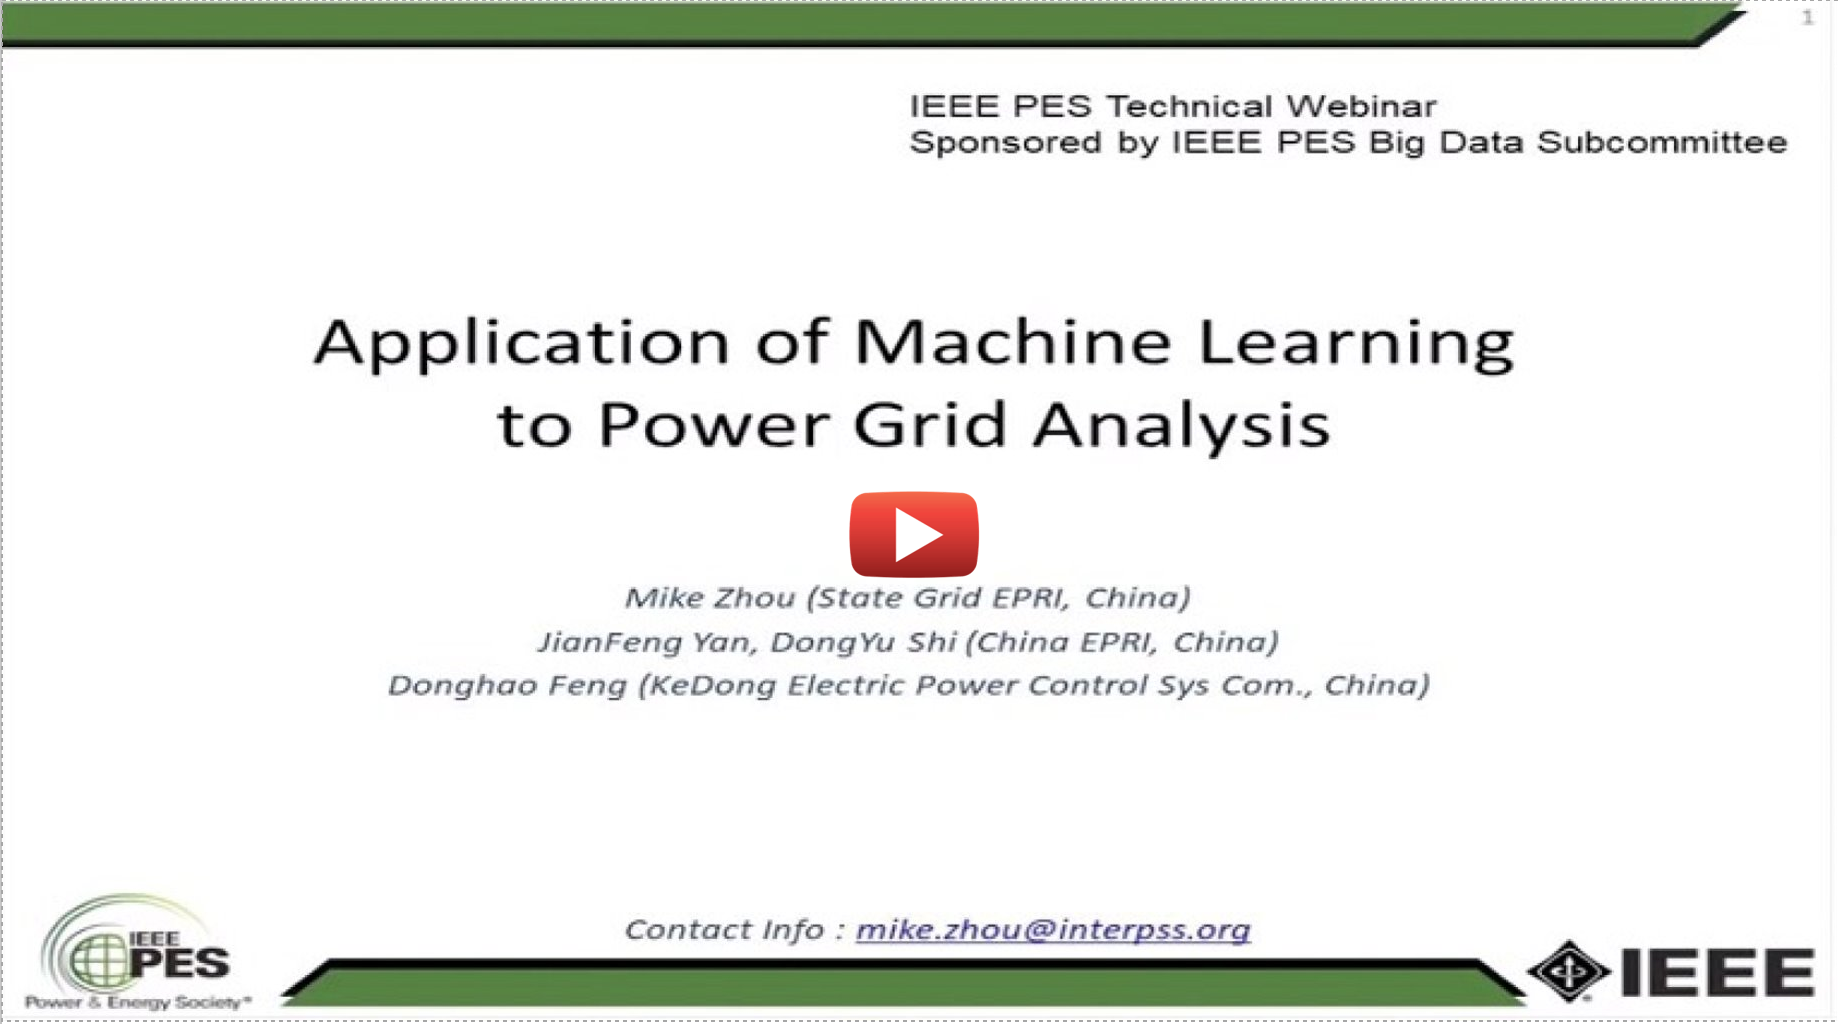 1
IEEE PES Technical Webinar
Sponsored by IEEE PES Big Data Subcommittee
Application of Machine Learning
to Power Grid Analysis
Mike Zhou (State Grid EPRI, China)
JianFeng Yan, DongYu Shi (China EPRI, China)
Donghao Feng (KeDong Electric Power Control Sys Com., China)
Contact Info : mike.zhou@interpss.org
IEEE
PES
Power & Energy Society®
IEEE